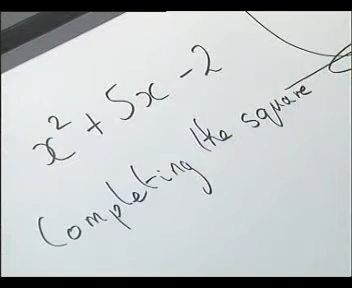 x² + 5x - 2
Completing the square